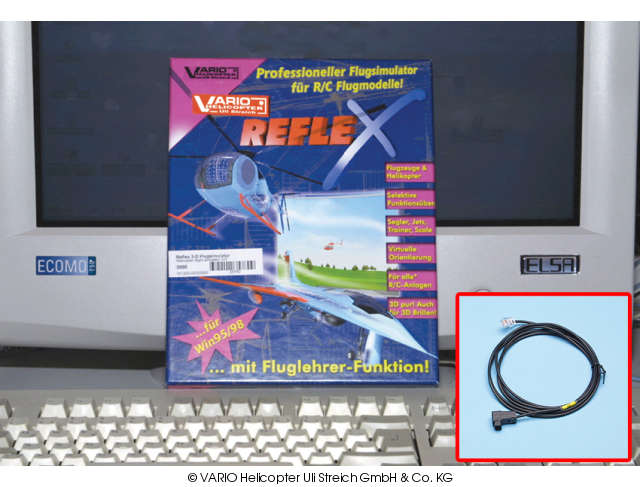 VARIO
HELICOPTER
VARIO
HELICOPTER
Uli Streich
Professioneller Flugsimulator
für R/C Flugmodelle!
REFLEX
Flugzeuge &
Helikopter
Selektive
Funktionsüber
Segler, Jets,
Trainer, Scale
Virtuelle
Orientierung
Für alle*
R/C-Anlagen
3D pur! Auch
für 3D Brillen!
Reflex 3-D Flugsimulator
...für
Win95/98
... mit Fluglehrer-Funktion!
ECOMO
ELSA
© VARIO Helicopter Uli Streich GmbH & Co. KG